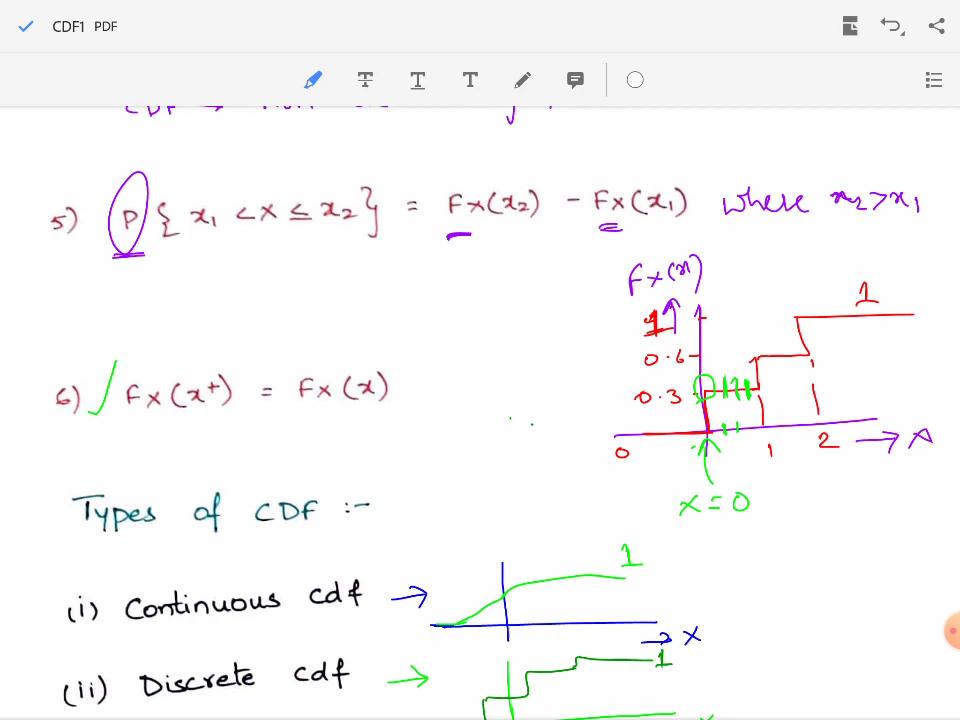 CDF1 PDF
CDF →
5) P { x₁ < X ≤ x₂ } = Fx(x₂) - Fx(x₁) where x₂ > x₁
Fx(x)
1
1
0.6
0.3
0 1 2 → X
x = 0
6) ✓ Fx(x⁺) = Fx(x)
Types of CDF :-
1
(i) Continuous cdf →
→ X
(ii) Discrete cdf →
1
X